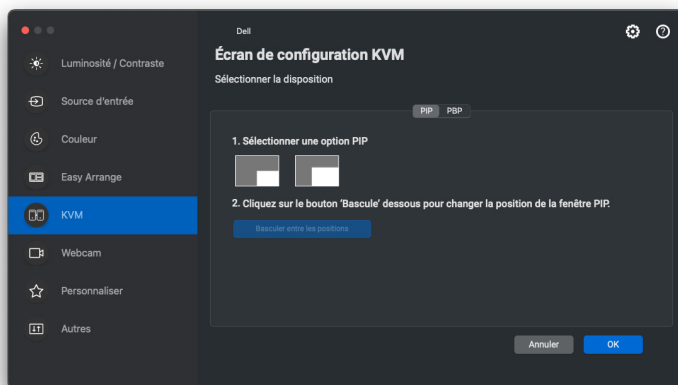 Dell
Écran de configuration KVM
Sélectionner la disposition
Luminosité / Contraste
Source d'entrée
Couleur
Easy Arrange
KVM
Webcam
Personnaliser
Autres
PIP PBP
1. Sélectionner une option PIP
2. Cliquez sur le bouton ‘Bascule’ dessous pour changer la position de la fenêtre PIP.
Basculer entre les positions
Annuler OK